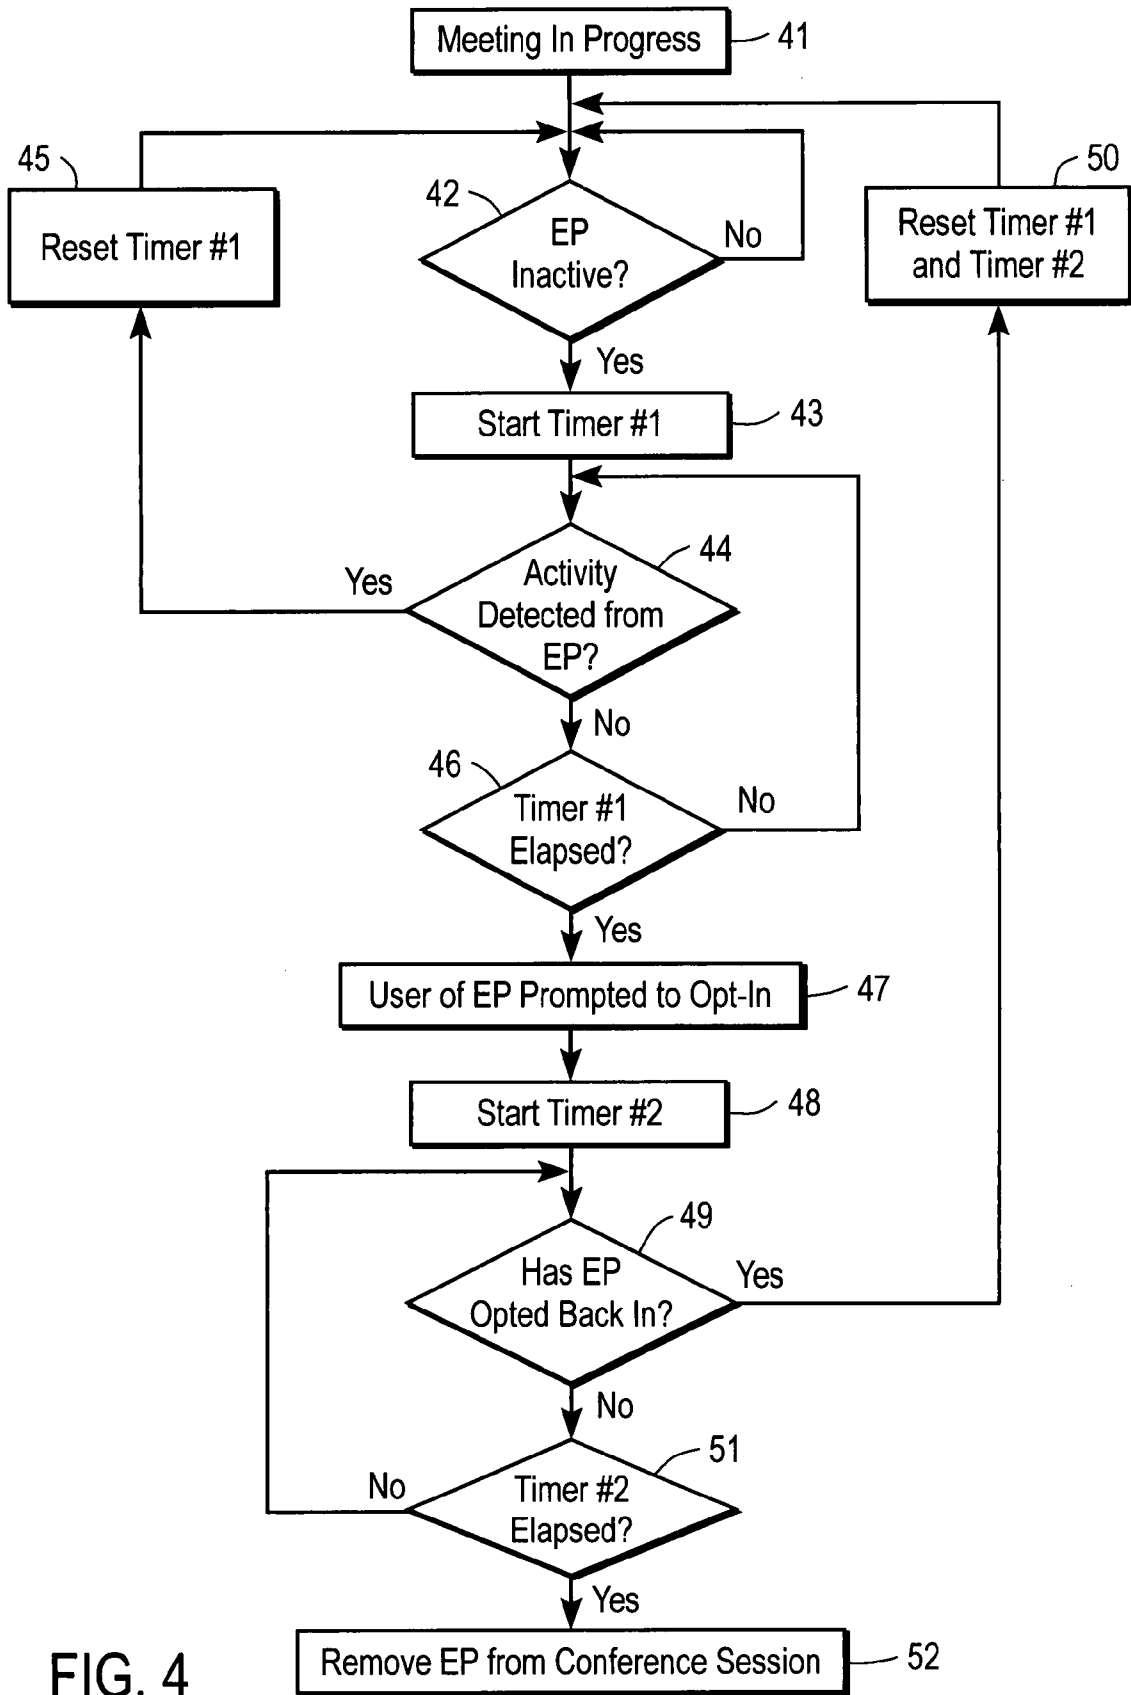 Meeting In Progress
41
45
50
42
Reset Timer #1
EP
Inactive?
No
Reset Timer #1
and Timer #2
Yes
Start Timer #1
43
44
Yes
Activity
Detected from
EP?
No
46
Timer #1
Elapsed?
No
Yes
User of EP Prompted to Opt-In
47
Start Timer #2
48
49
Has EP
Opted Back In?
Yes
No
51
No
Timer #2
Elapsed?
Yes
Remove EP from Conference Session
52
FIG. 4